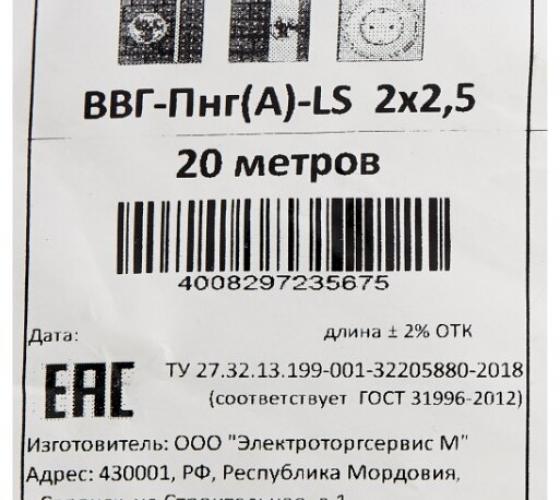 ВВГ-Пнг(А)-LS 2х2,5
20 метров
4008297235675
Дата:
длина ± 2% ОТК
ЕАС
ТУ 27.32.13.199-001-32205880-2018
(соответствует ГОСТ 31996-2012)
Изготовитель: ООО "Электроторгсервис М"
Адрес: 430001, РФ, Республика Мордовия,